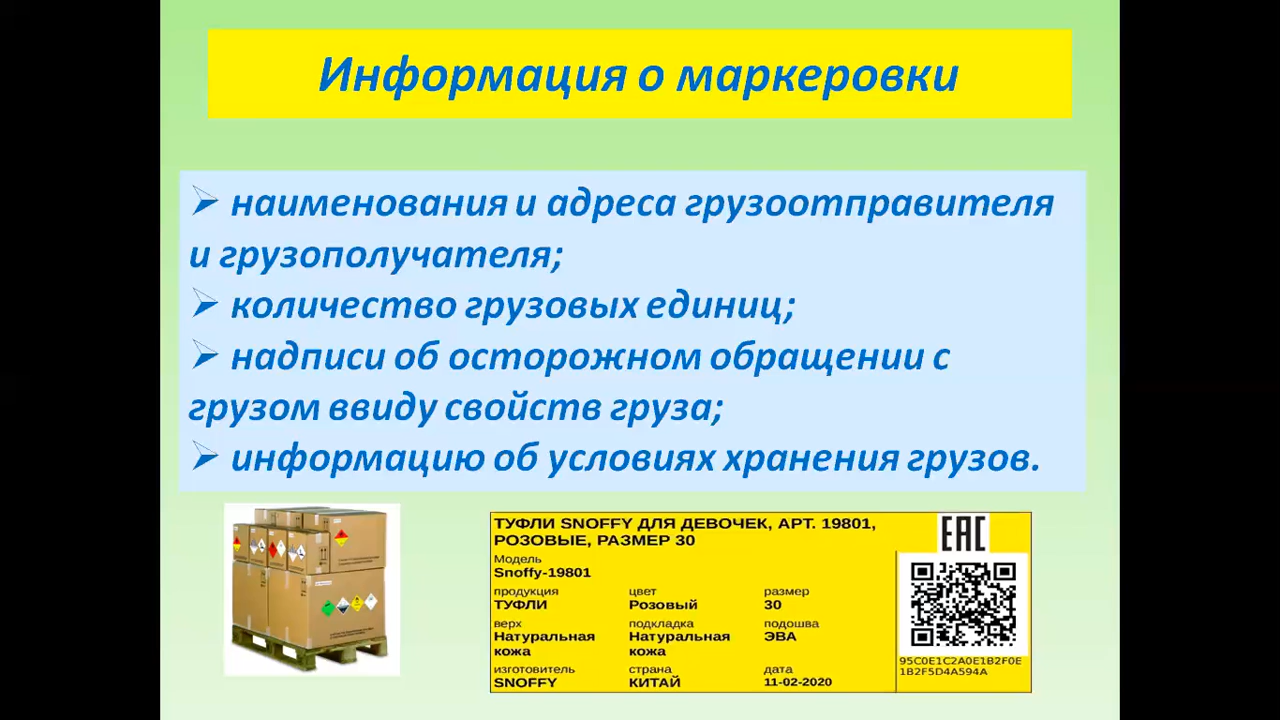 Информация о маркеровки
наименования и адреса грузоотправителя
и грузополучателя;
количество грузовых единиц;
надписи об осторожном обращении с
грузом ввиду свойств груза;
информацию об условиях хранения грузов.
ТУФЛИ SNOFFY ДЛЯ ДЕВОЧЕК, АРТ. 19801,
РОЗОВЫЕ, РАЗМЕР 30
EAC
Модель
Snoffy-19801
продукция цвет размер
ТУФЛИ Розовый 30
верх подкладка подошва
Натуральная Натуральная ЭВА
кожа кожа
изготовитель страна дата
SNOFFY КИТАЙ 11-02-2020
95C0E1C2A0E1B2F0E
1B2F5D4A594A